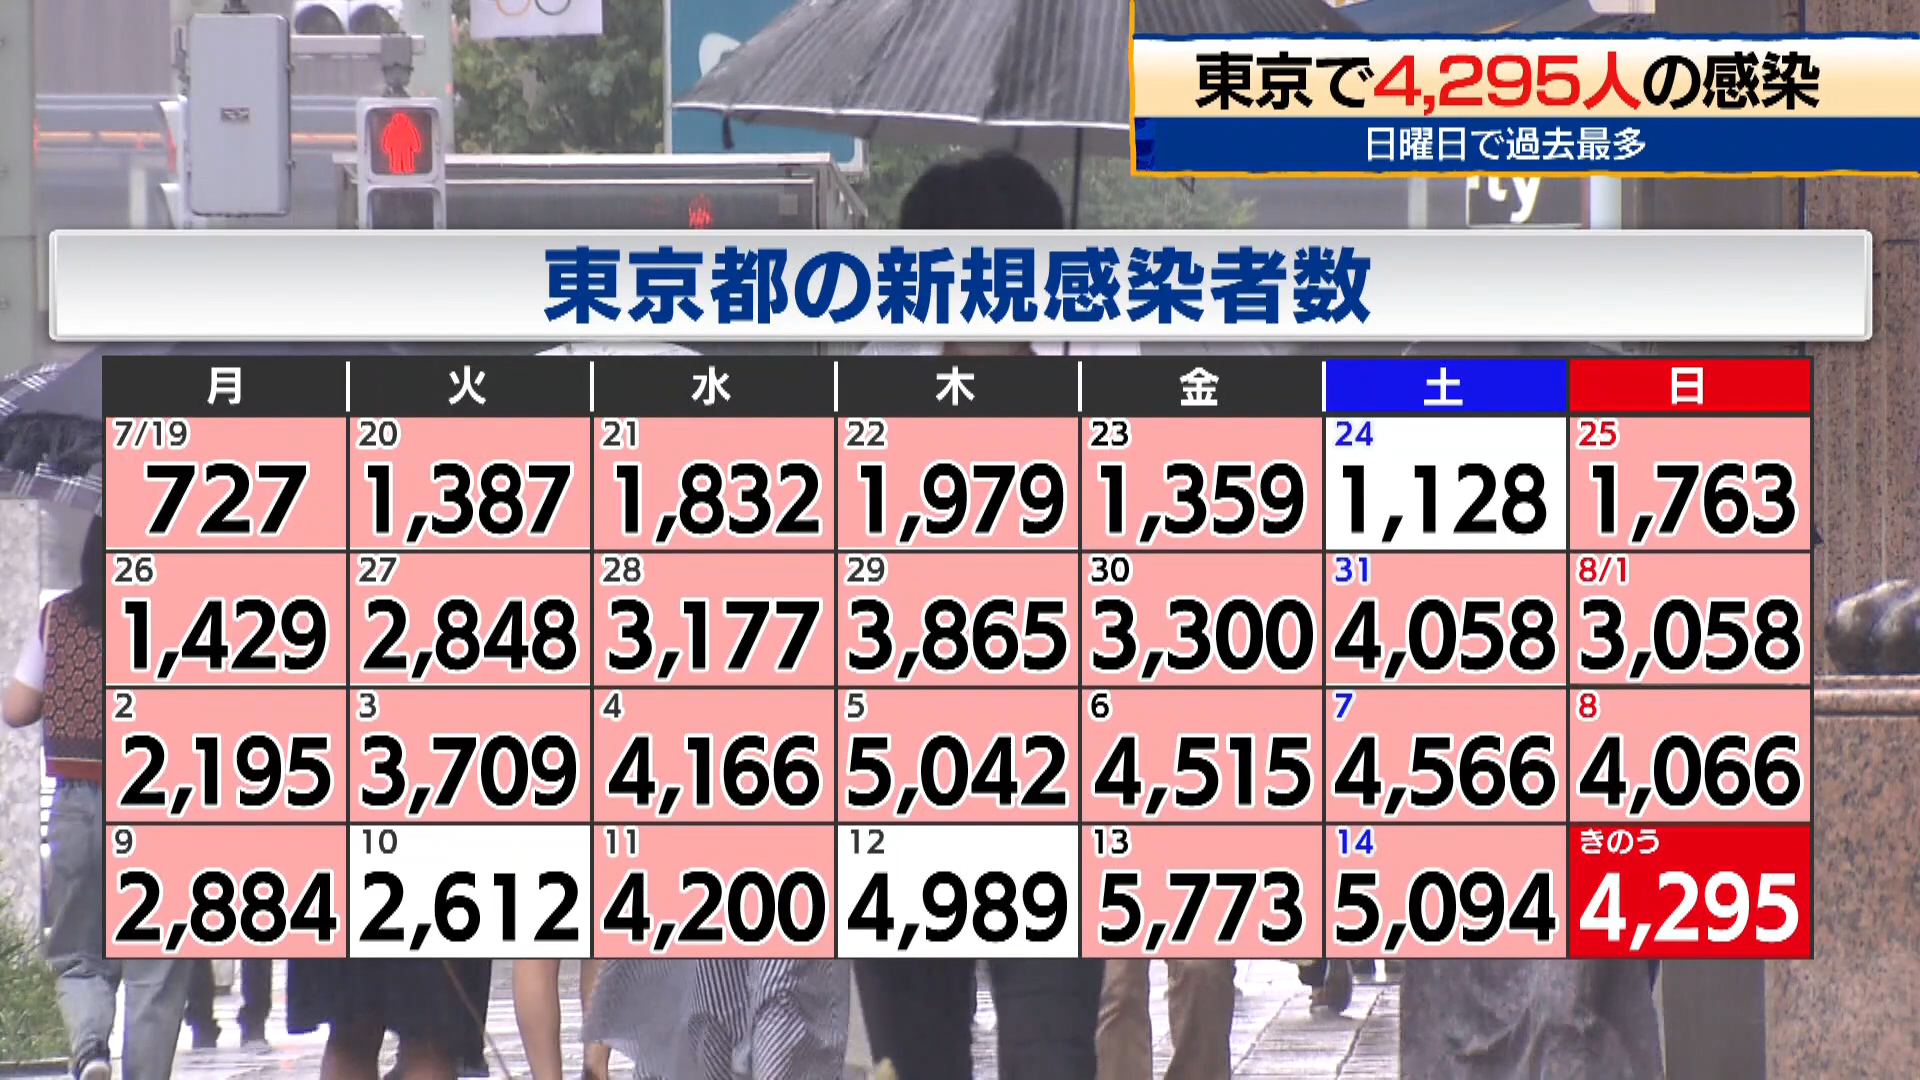 東京で4,295人の感染
日曜日で過去最多
ty
東京都の新規感染者数
月 火 水 木 金 土 日
7/19 20 21 22 23 24 25
727 1,387 1,832 1,979 1,359 1,128 1,763
26 27 28 29 30 31 8/1
1,429 2,848 3,177 3,865 3,300 4,058 3,058
2 3 4 5 6 7 8
2,195 3,709 4,166 5,042 4,515 4,566 4,066
9 10 11 12 13 14 きのう
2,884 2,612 4,200 4,989 5,773 5,094 4,295